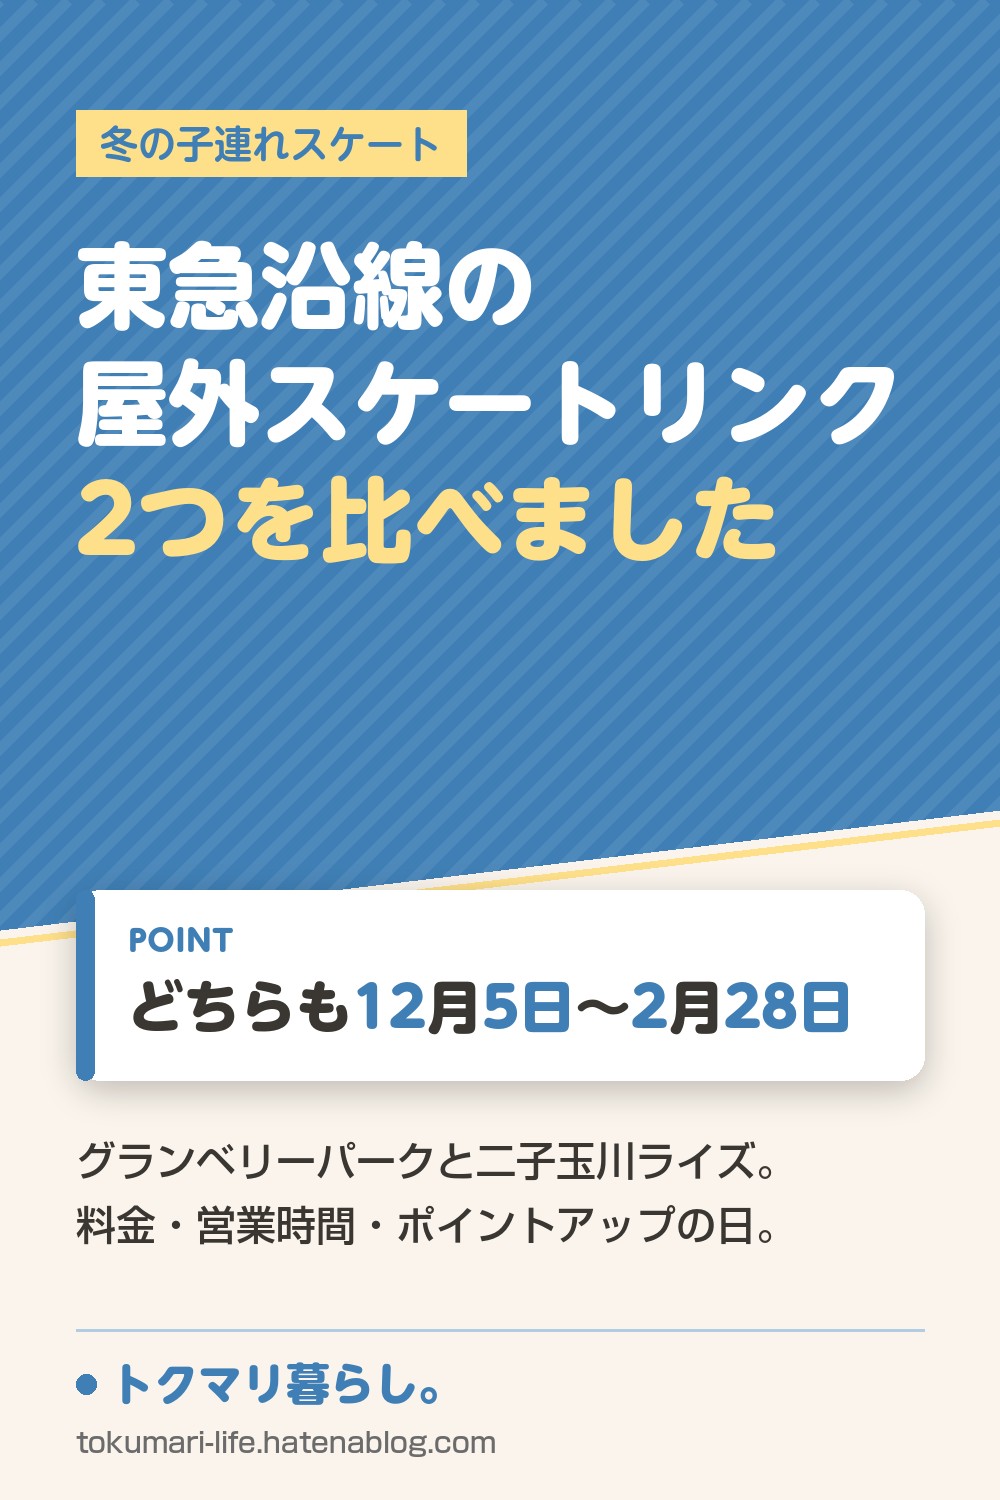 冬の子連れスケート
東急沿線の
屋外スケートリンク
2つを比べました
POINT
どちらも12月5日〜2月28日
グランベリーパークと二子玉川ライズ。
料金・営業時間・ポイントアップの日。
トクマリ暮らし。
tokumari-life.hatenablog.com